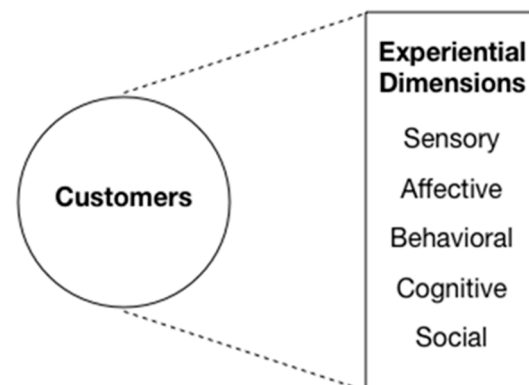 Customers
Experiential
Dimensions
Sensory
Affective
Behavioral
Cognitive
Social